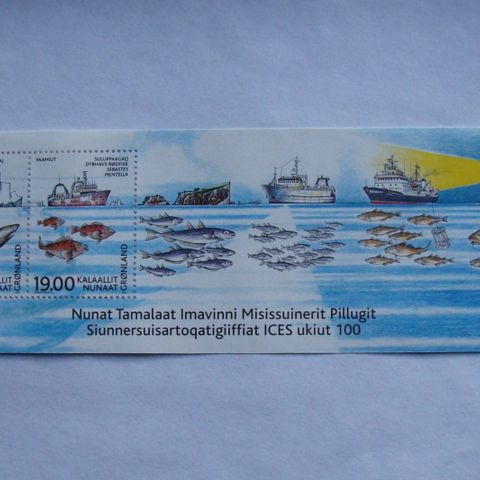 PAAMIUT
SULUPPAAGAQ
DYBHAVS RØDFISK
SEBASTES
MENTELLA
19.00
KALAALLIT
NUNAAT
GRØNLAND
GRØNLAND
Nunat Tamalaat Imavinni Misissuinerit Pillugit
Siunnersuisartoqatigiiffiat ICES ukiut 100